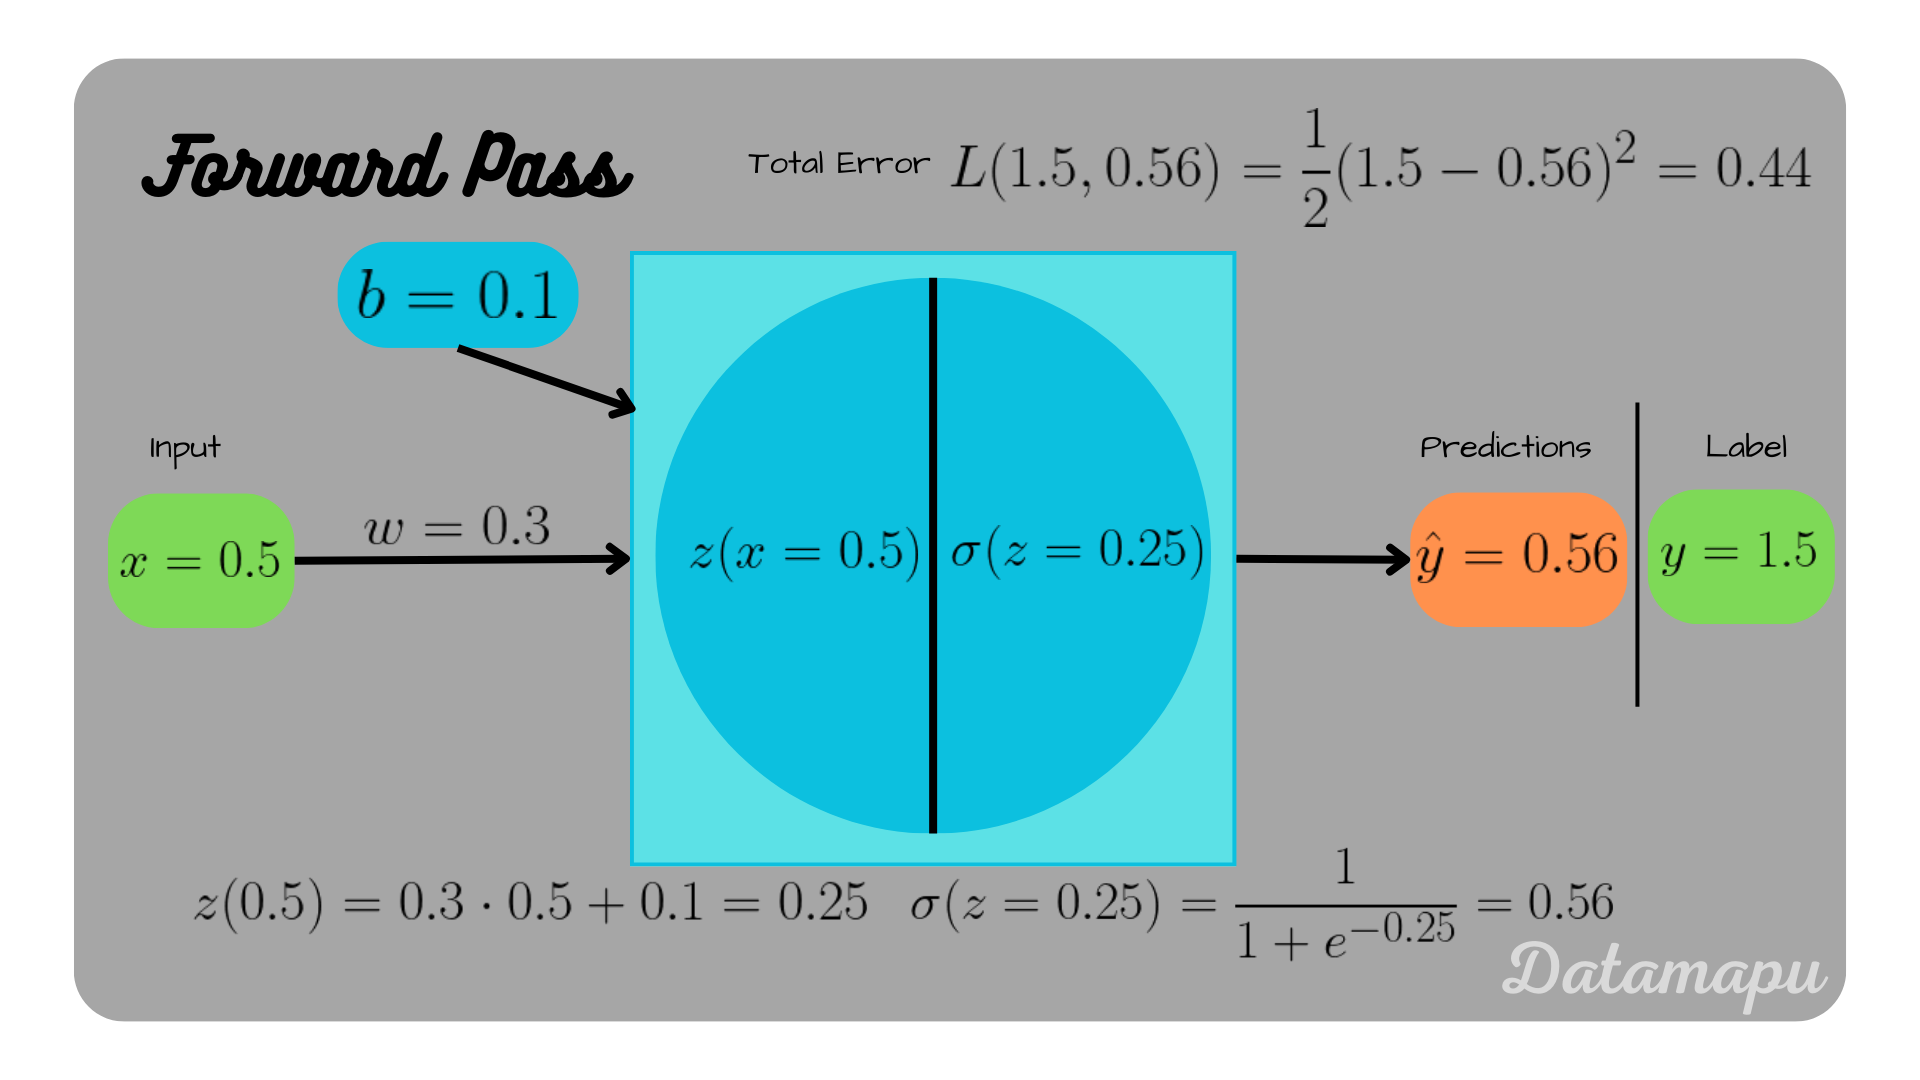 Forward Pass
Total Error L(1.5, 0.56) = \frac{1}{2}(1.5 − 0.56)^2 = 0.44
b = 0.1
Input
Predictions
Label
w = 0.3
x = 0.5
z(x = 0.5)
σ(z = 0.25)
ŷ = 0.56
y = 1.5
z(0.5) = 0.3 · 0.5 + 0.1 = 0.25
σ(z = 0.25) = \frac{1}{1 + e^{−0.25}} = 0.56
Datamapu